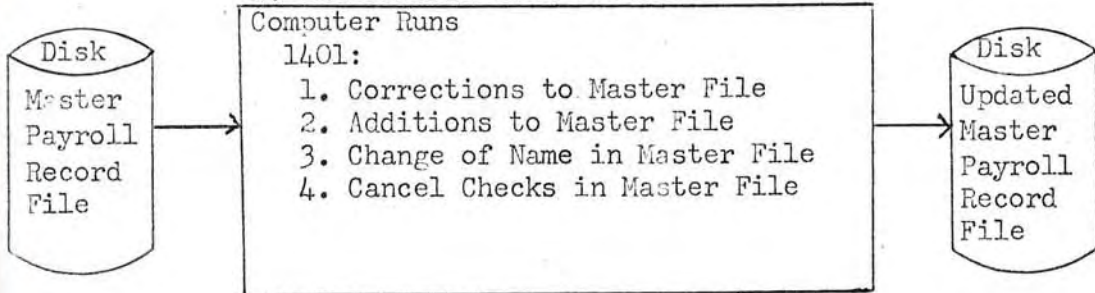 Disk
Master
Payroll
Record
File
Computer Runs
1401:
1. Corrections to Master File
2. Additions to Master File
3. Change of Name in Master File
4. Cancel Checks in Master File
Disk
Updated
Master
Payroll
Record
File